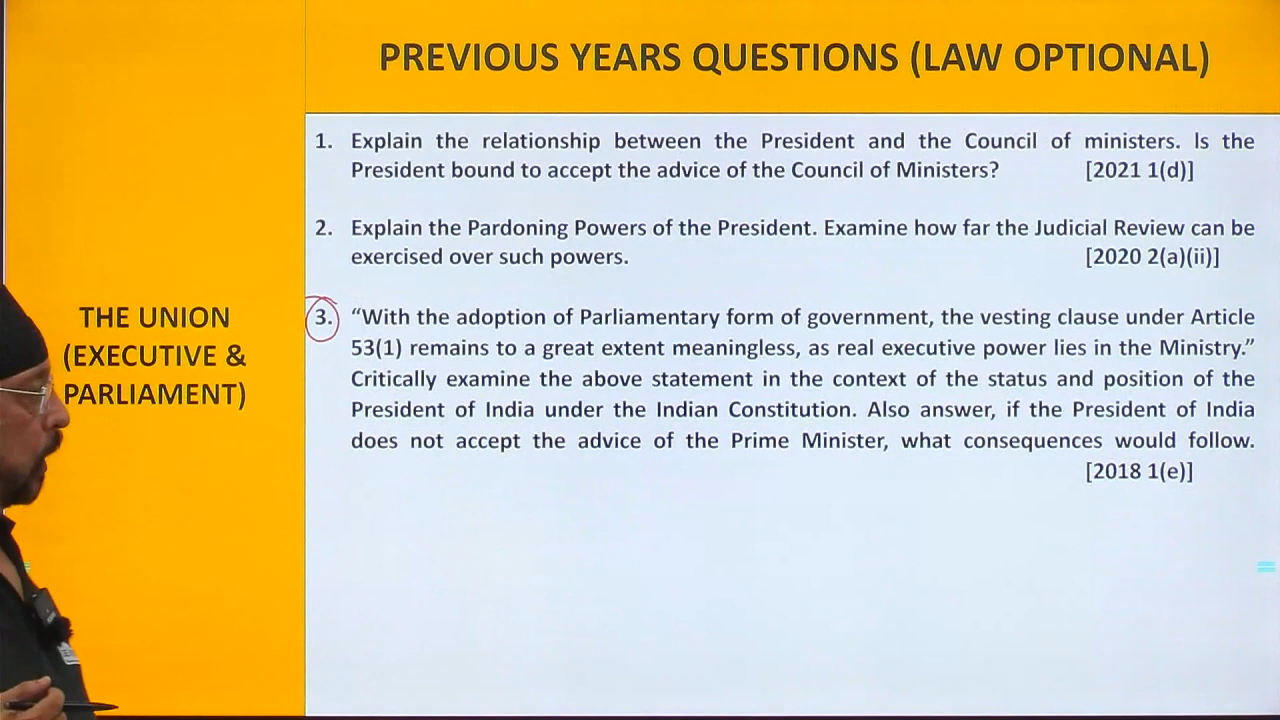 PREVIOUS YEARS QUESTIONS (LAW OPTIONAL)
THE UNION
(EXECUTIVE &
PARLIAMENT)
1. Explain the relationship between the President and the Council of ministers. Is the
President bound to accept the advice of the Council of Ministers? [2021 1(d)]
2. Explain the Pardoning Powers of the President. Examine how far the Judicial Review can be
exercised over such powers. [2020 2(a)(ii)]
3. “With the adoption of Parliamentary form of government, the vesting clause under Article
53(1) remains to a great extent meaningless, as real executive power lies in the Ministry.”
Critically examine the above statement in the context of the status and position of the
President of India under the Indian Constitution. Also answer, if the President of India
does not accept the advice of the Prime Minister, what consequences would follow.
[2018 1(e)]